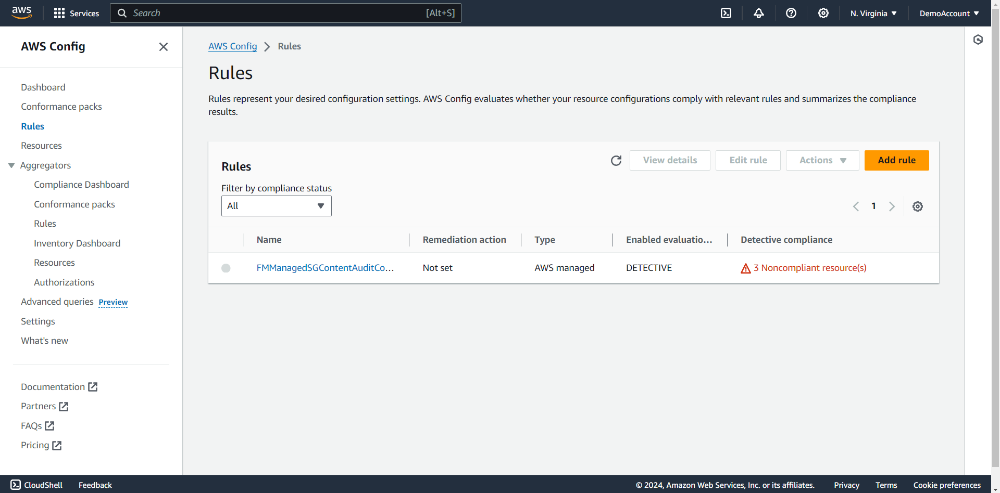 aws
Services
Search
[Alt+S]
N. Virginia
DemoAccount
AWS Config
Dashboard
Conformance packs
Rules
Resources
Aggregators
Compliance Dashboard
Conformance packs
Rules
Inventory Dashboard
Resources
Authorizations
Advanced queries Preview
Settings
What's new
Documentation
Partners
FAQs
Pricing
AWS Config > Rules
Rules
Rules represent your desired configuration settings. AWS Config evaluates whether your resource configurations comply with relevant rules and summarizes the compliance
results.
Rules
View details
Edit rule
Actions
Add rule
Filter by compliance status
All
1
Name Remediation action Type Enabled evaluatio... Detective compliance
FMManagedSGContentAuditCo... Not set AWS managed DETECTIVE 3 Noncompliant resource(s)
CloudShell Feedback © 2024, Amazon Web Services, Inc. or its affiliates. Privacy Terms Cookie preferences